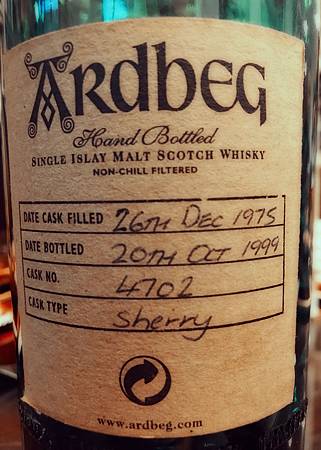 ARdbEG
Hand Bottled
SINGLE ISLAY MALT SCOTCH WHISKY
NON-CHILL FILTERED
DATE CASK FILLED 26TH DEC 1975
DATE BOTTLED 20TH OCT 1999
CASK NO. 4702
CASK TYPE Sherry
www.ardbeg.com